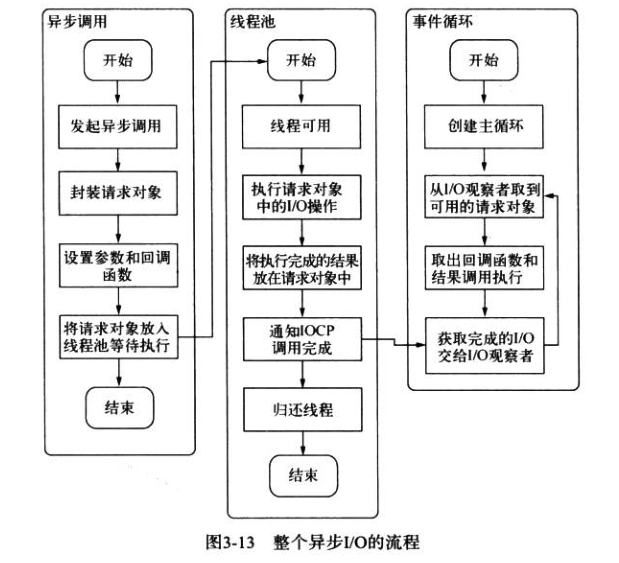 异步调用
开始
发起异步调用
封装请求对象
设置参数和回调
函数
将请求对象放入
线程池等待执行
结束
线程池
开始
线程可用
执行请求对象
中的I/O操作
将执行完成的结果
放在请求对象中
通知IOCP
调用完成
归还线程
结束
事件循环
开始
创建主循环
从I/O观察者取到
可用的请求对象
取出回调函数和
结果调用执行
获取完成的I/O
交给I/O观察者
图3-13 整个异步I/O的流程